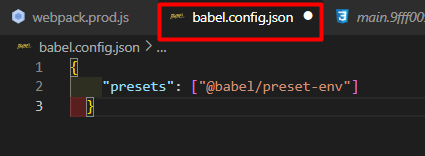 webpack.prod.js babel.config.json main.9fff00
babel.config.json > ...
1 {
2 "presets": ["@babel/preset-env"]
3 }